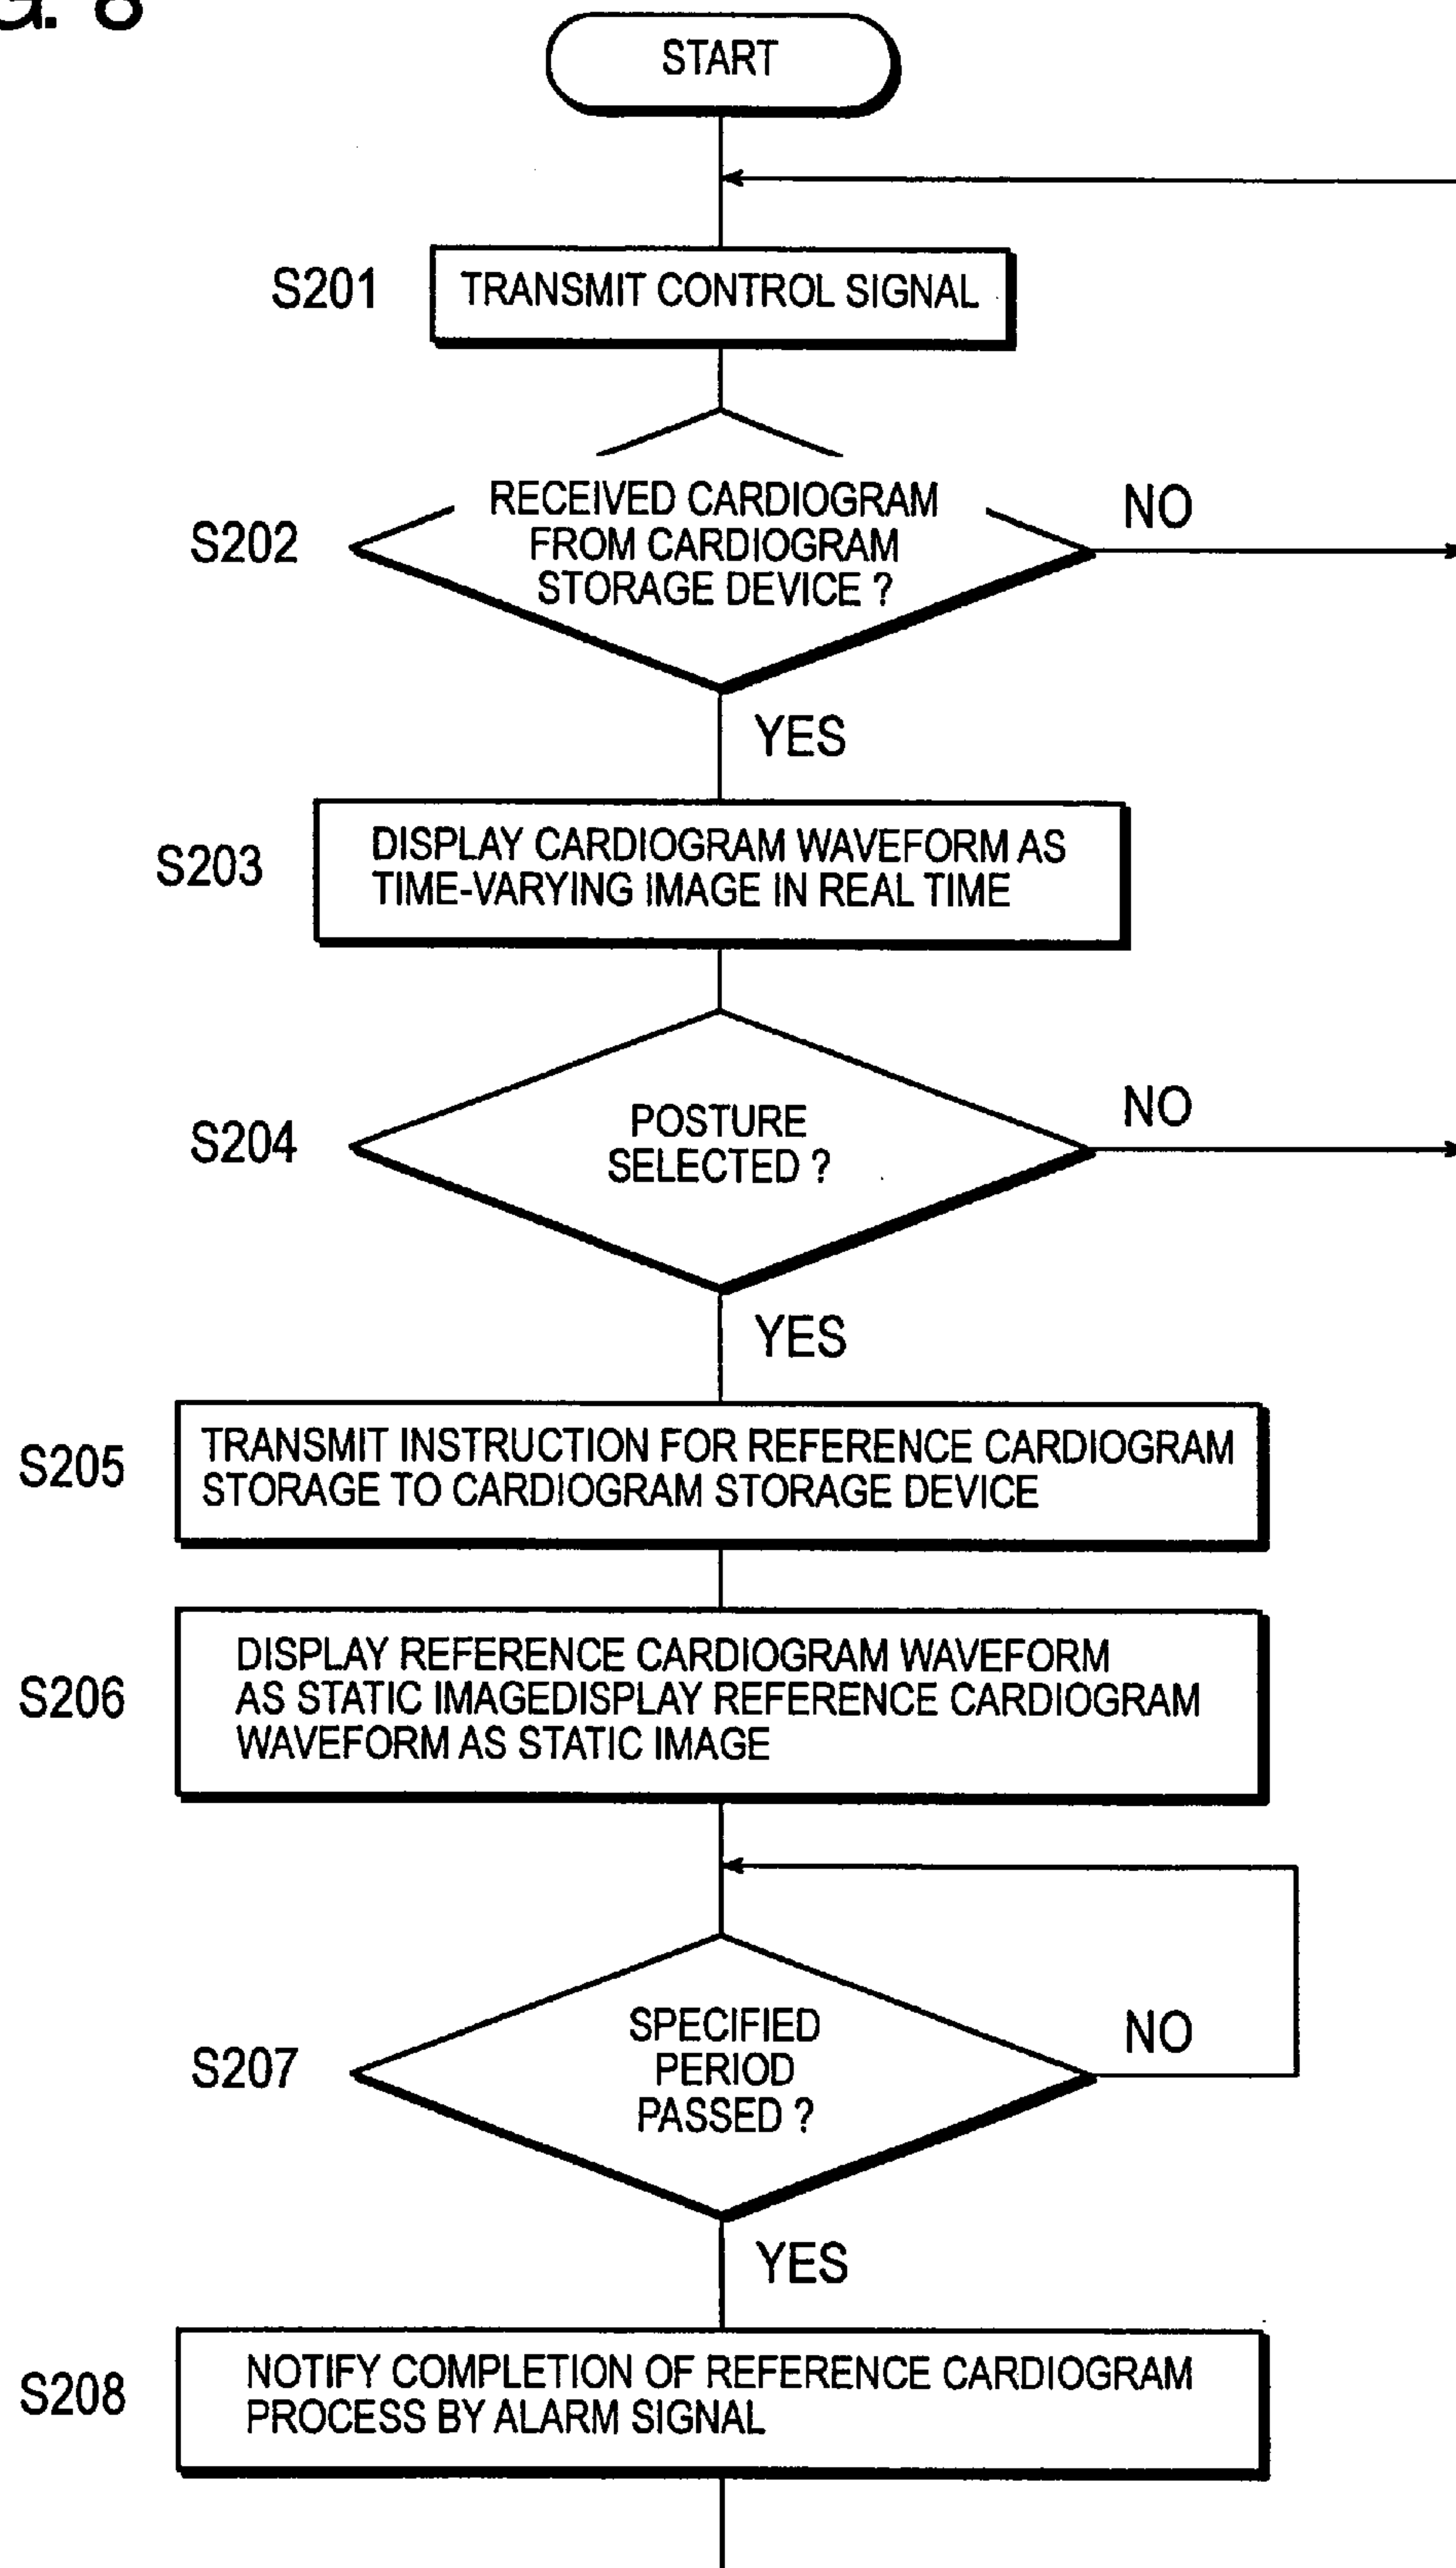 G. 8
START
S201
TRANSMIT CONTROL SIGNAL
S202
RECEIVED CARDIOGRAM
FROM CARDIOGRAM
STORAGE DEVICE ?
NO
YES
S203
DISPLAY CARDIOGRAM WAVEFORM AS
TIME-VARYING IMAGE IN REAL TIME
S204
POSTURE
SELECTED ?
NO
YES
S205
TRANSMIT INSTRUCTION FOR REFERENCE CARDIOGRAM
STORAGE TO CARDIOGRAM STORAGE DEVICE
S206
DISPLAY REFERENCE CARDIOGRAM WAVEFORM
AS STATIC IMAGEDISPLAY REFERENCE CARDIOGRAM
WAVEFORM AS STATIC IMAGE
S207
SPECIFIED
PERIOD
PASSED ?
NO
YES
S208
NOTIFY COMPLETION OF REFERENCE CARDIOGRAM
PROCESS BY ALARM SIGNAL